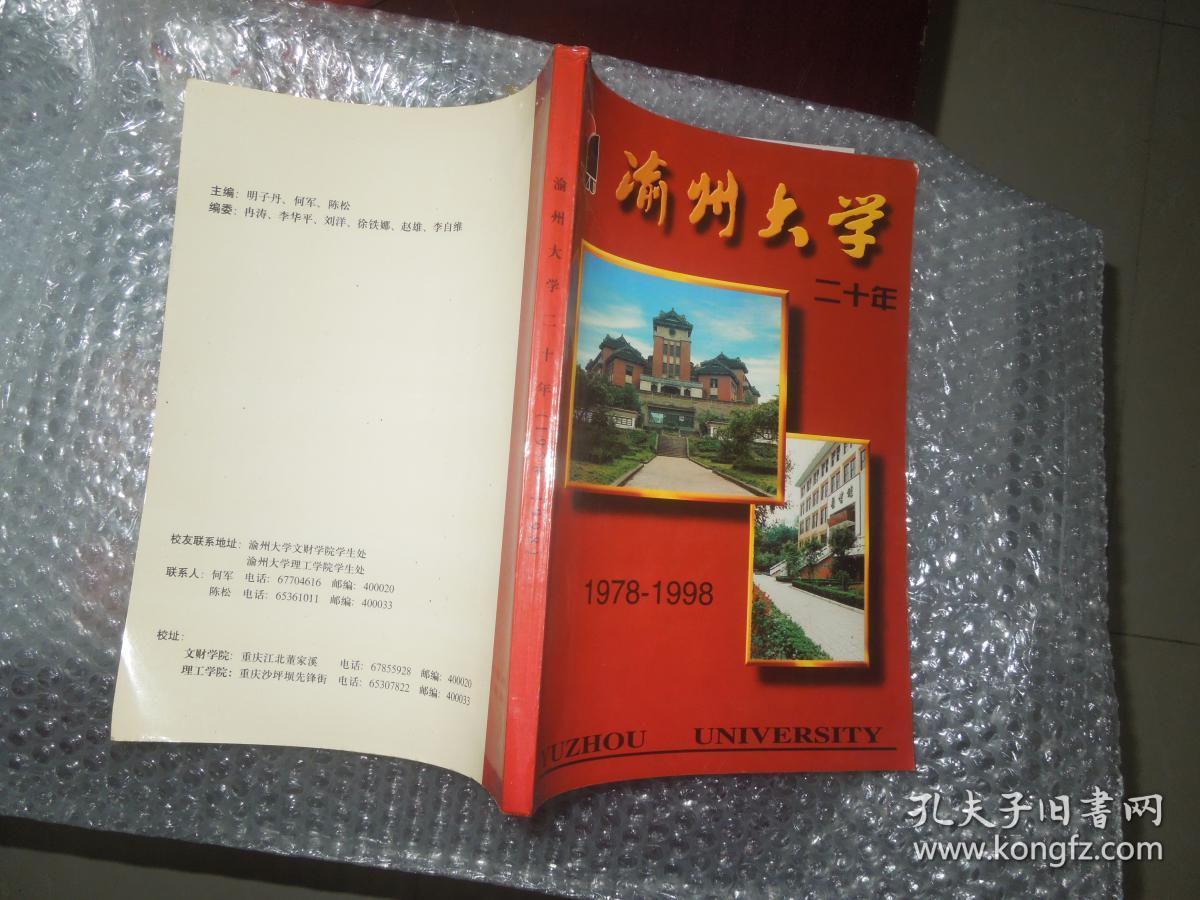 主编：明子丹、何军、陈松
编委：冉涛、李华平、刘洋、徐铁娜、赵雄、李自维
校友联系地址：渝州大学文财学院学生处
渝州大学理工学院学生处
联系人：何军 电话：67704616 邮编：400020
陈松 电话：65361011 邮编：400033
校址：
文财学院：重庆江北董家溪 电话：67855928 邮编：400020
理工学院：重庆沙坪坝先锋街 电话：65307822 邮编：400033
渝州大学二十年
渝州大学
二十年
1978-1998
YUZHOU UNIVERSITY
孔夫子旧書网
www.kongfz.com